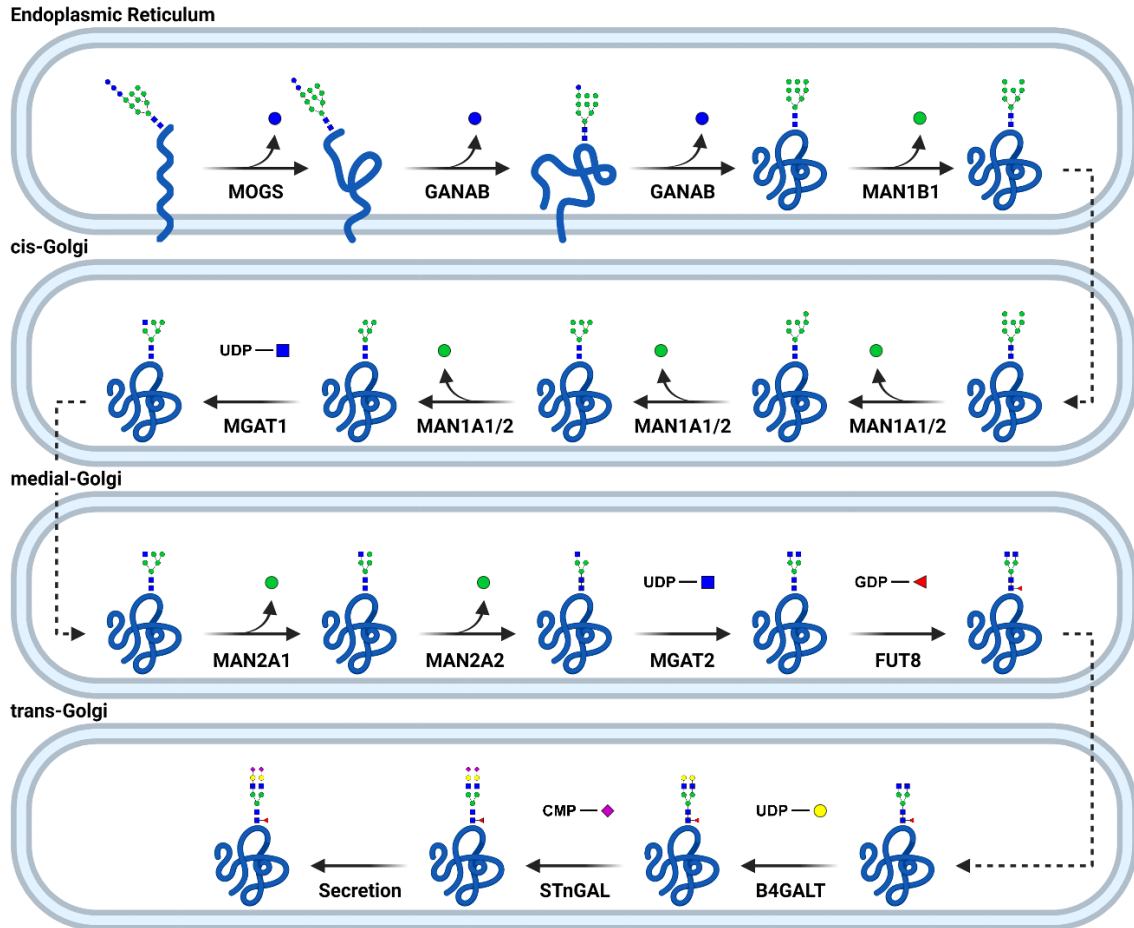 Endoplasmic Reticulum
MOGS
GANAB
GANAB
MAN1B1
cis-Golgi
UDP
MGAT1
MAN1A1/2
MAN1A1/2
MAN1A1/2
medial-Golgi
UDP
GDP
MAN2A1
MAN2A2
MGAT2
FUT8
trans-Golgi
CMP
UDP
Secretion
STnGAL
B4GALT